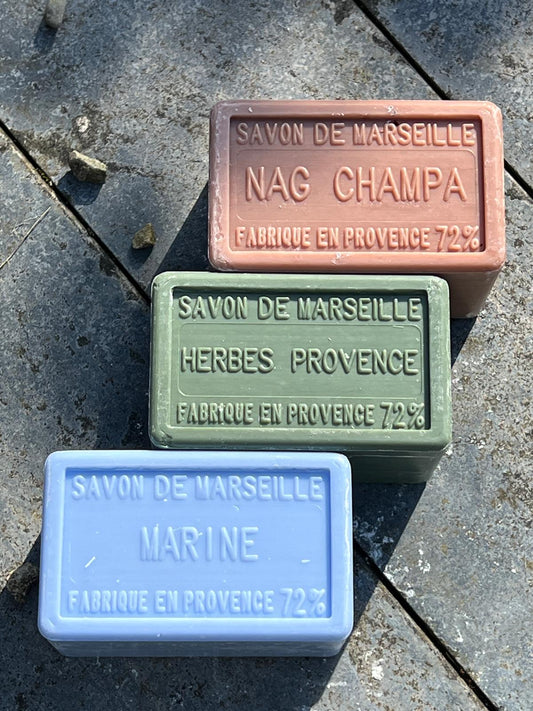 SAVON DE MARSEILLE
NAG CHAMPA
FABRIQUE EN PROVENCE 72%
SAVON DE MARSEILLE
HERBES PROVENCE
FABRIQUE EN PROVENCE 72%
SAVON DE MARSEILLE
MARINE
FABRIQUE EN PROVENCE 72%